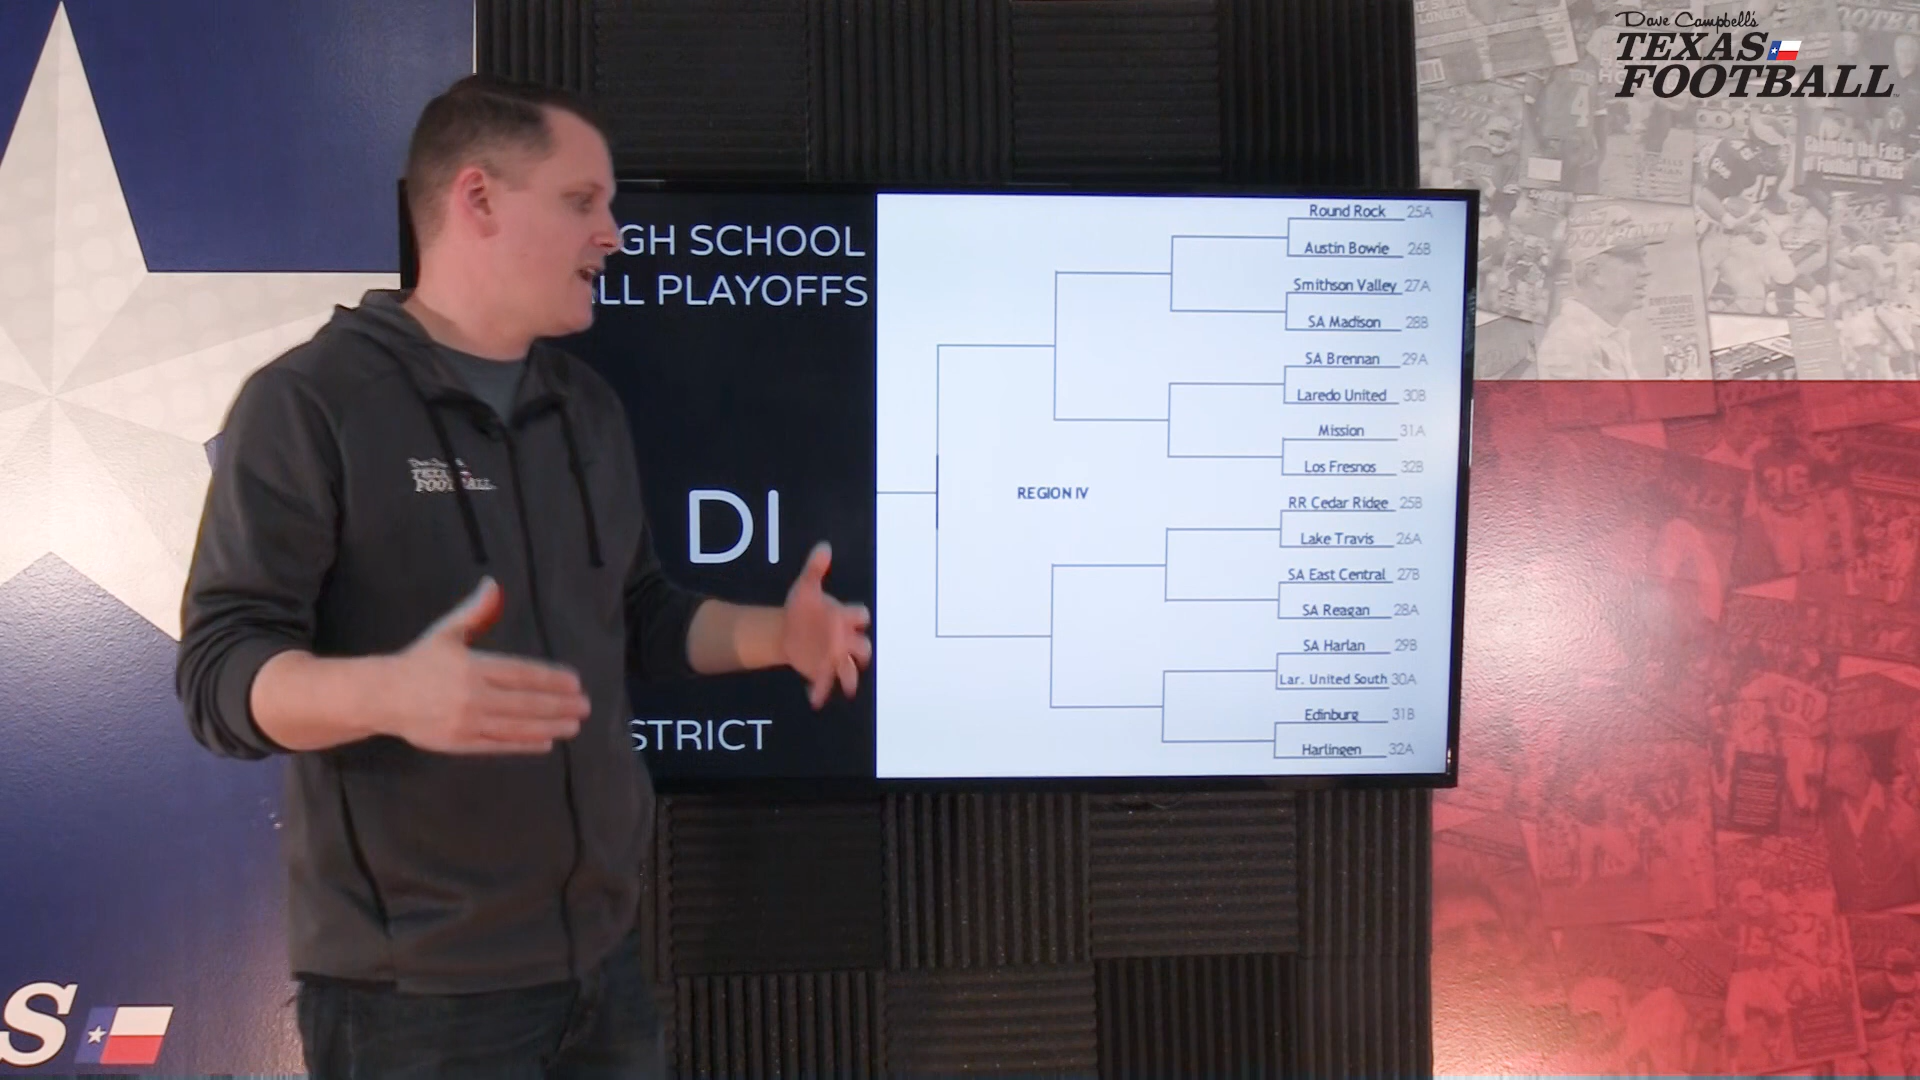 Dave Campbell's
TEXAS
FOOTBALL
GH SCHOOL
LL PLAYOFFS
DI
STRICT
Round Rock 25A
Austin Bowie 26B
Smithson Valley 27A
SA Madison 28B
SA Brennan 29A
Laredo United 30B
Mission 31A
Los Fresnos 32B
REGION IV
RR Cedar Ridge 25B
Lake Travis 26A
SA East Central 27B
SA Reagan 28A
SA Harlan 29B
Lar. United South 30A
Edinburg 31B
Harlingen 32A
FOOTBALL
S